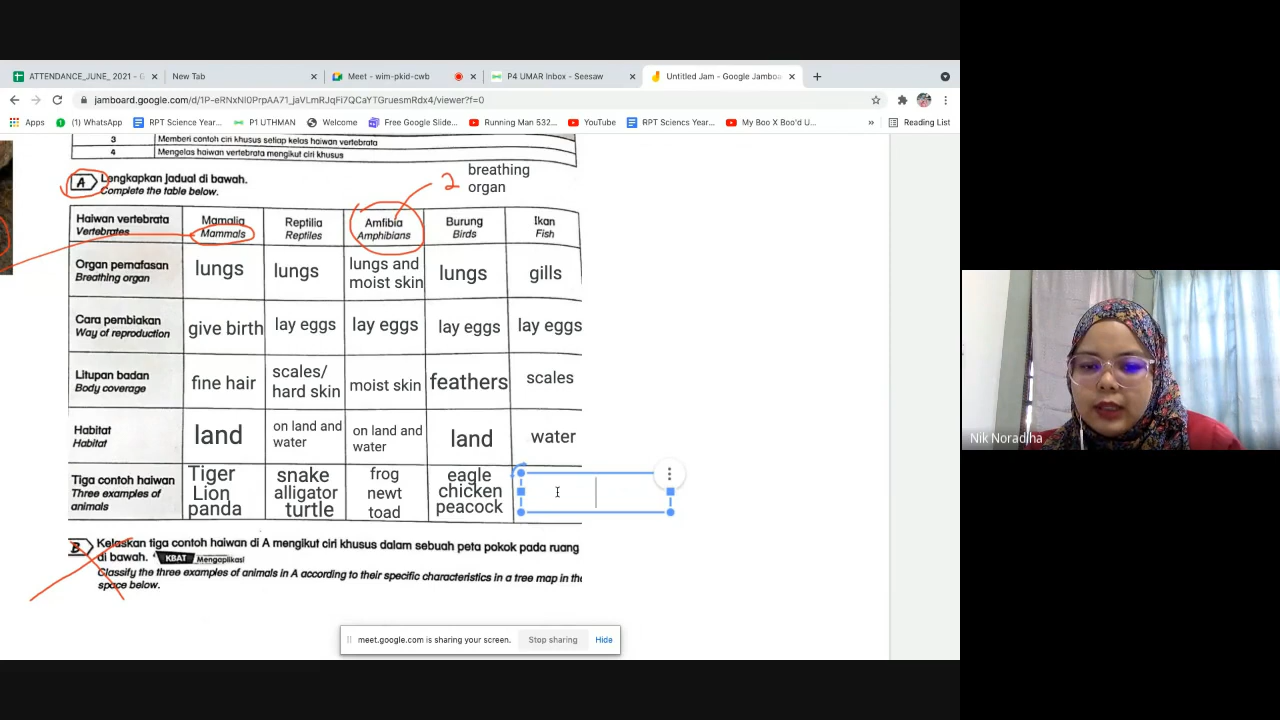 ATTENDANCE_JUNE_ 2021 - G
New Tab
Meet - wim-pkid-cwb
P4 UMAR Inbox - Seesaw
Untitled Jam - Google Jamboa
jamboard.google.com/d/1P-eRNxNl0PrpAA71_jaVLmRJqFi7QCaYTGruesmRdx4/viewer?f=0
Apps
(1) WhatsApp
RPT Science Year...
P1 UTHMAN
Welcome
Free Google Slide...
Running Man 532...
YouTube
RPT Sciencs Year...
My Boo X Boo'd U...
»
Reading List
3 Memberi contoh ciri khusus setiap kelas haiwan vertebrata
4 Mengelas haiwan vertebrata mengikut ciri khusus
A Lengkapkan jadual di bawah.
Complete the table below.
2 breathing
organ
Haiwan vertebrata Mamalia Reptilia Amfibia Burung Ikan
Vertebrates Mammals Reptiles Amphibians Birds Fish
Organ pernafasan lungs lungs lungs and lungs gills
Breathing organ moist skin
Cara pembiakan give birth lay eggs lay eggs lay eggs lay eggs
Way of reproduction
Litupan badan fine hair scales/ moist skin feathers scales
Body coverage hard skin
Habitat land on land and on land and land water
Habitat water water
Tiger snake frog eagle
Tiga contoh haiwan Lion alligator newt chicken
Three examples of panda turtle toad peacock
animals
B Kelaskan tiga contoh haiwan di A mengikut ciri khusus dalam sebuah peta pokok pada ruang
di bawah. KBAT Mengaplikasi
Classify the three examples of animals in A according to their specific characteristics in a tree map in the
space below.
meet.google.com is sharing your screen. Stop sharing Hide
Nik Noradiha